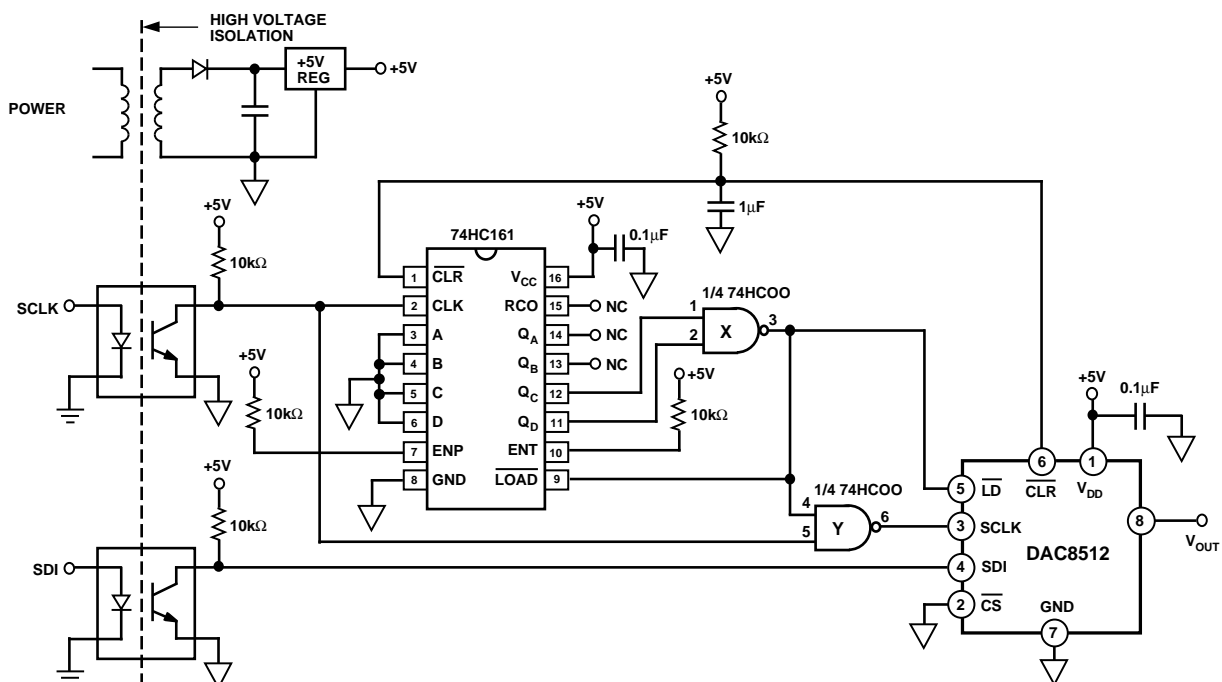 HIGH VOLTAGE
ISOLATION
+5V
REG
+5V
POWER
+5V
10kΩ
1μF
+5V
10kΩ
+5V
0.1μF
74HC161
SCLK
1 CLR
2 CLK
3 A
4 B
5 C
6 D
7 ENP
8 GND
VCC 16
RCO 15 NC
QA 14 NC
QB 13 NC
QC 12
QD 11
ENT 10
LOAD 9
1/4 74HCOO
1
2
X
3
+5V
10kΩ
+5V
10kΩ
1/4 74HCOO
4
5
Y
6
+5V
0.1μF
+5V
10kΩ
SDI
6
CLR
1
VDD
5 LD
3 SCLK
4 SDI
2 CS
DAC8512
GND
7
8
VOUT